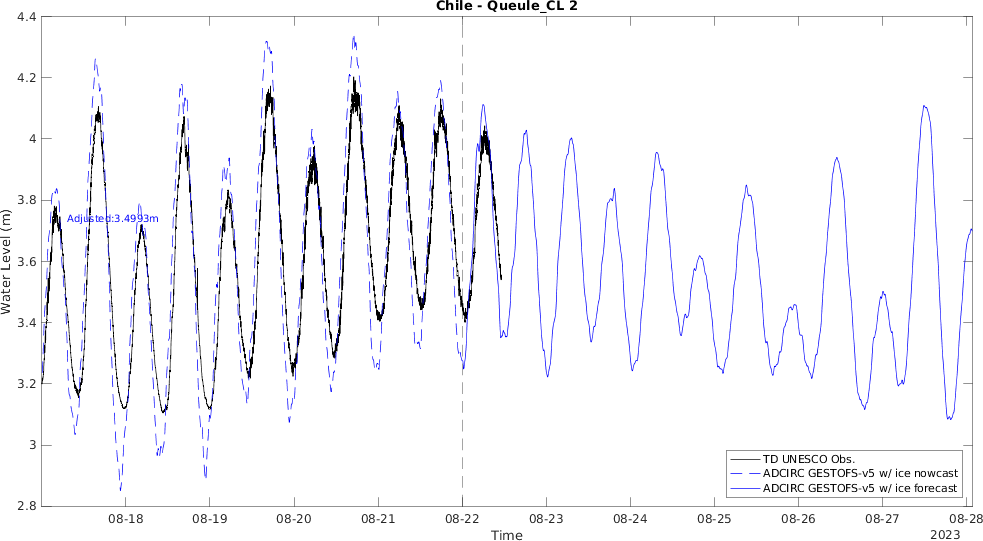 Chile - Queule_CL 2
4.4
4.2
4
3.8
3.6
3.4
3.2
3
2.8
Water Level (m)
Adjusted:3.4993m
TD UNESCO Obs.
ADCIRC GESTOFS-v5 w/ ice nowcast
ADCIRC GESTOFS-v5 w/ ice forecast
08-18 08-19 08-20 08-21 08-22 08-23 08-24 08-25 08-26 08-27 08-28
Time
2023